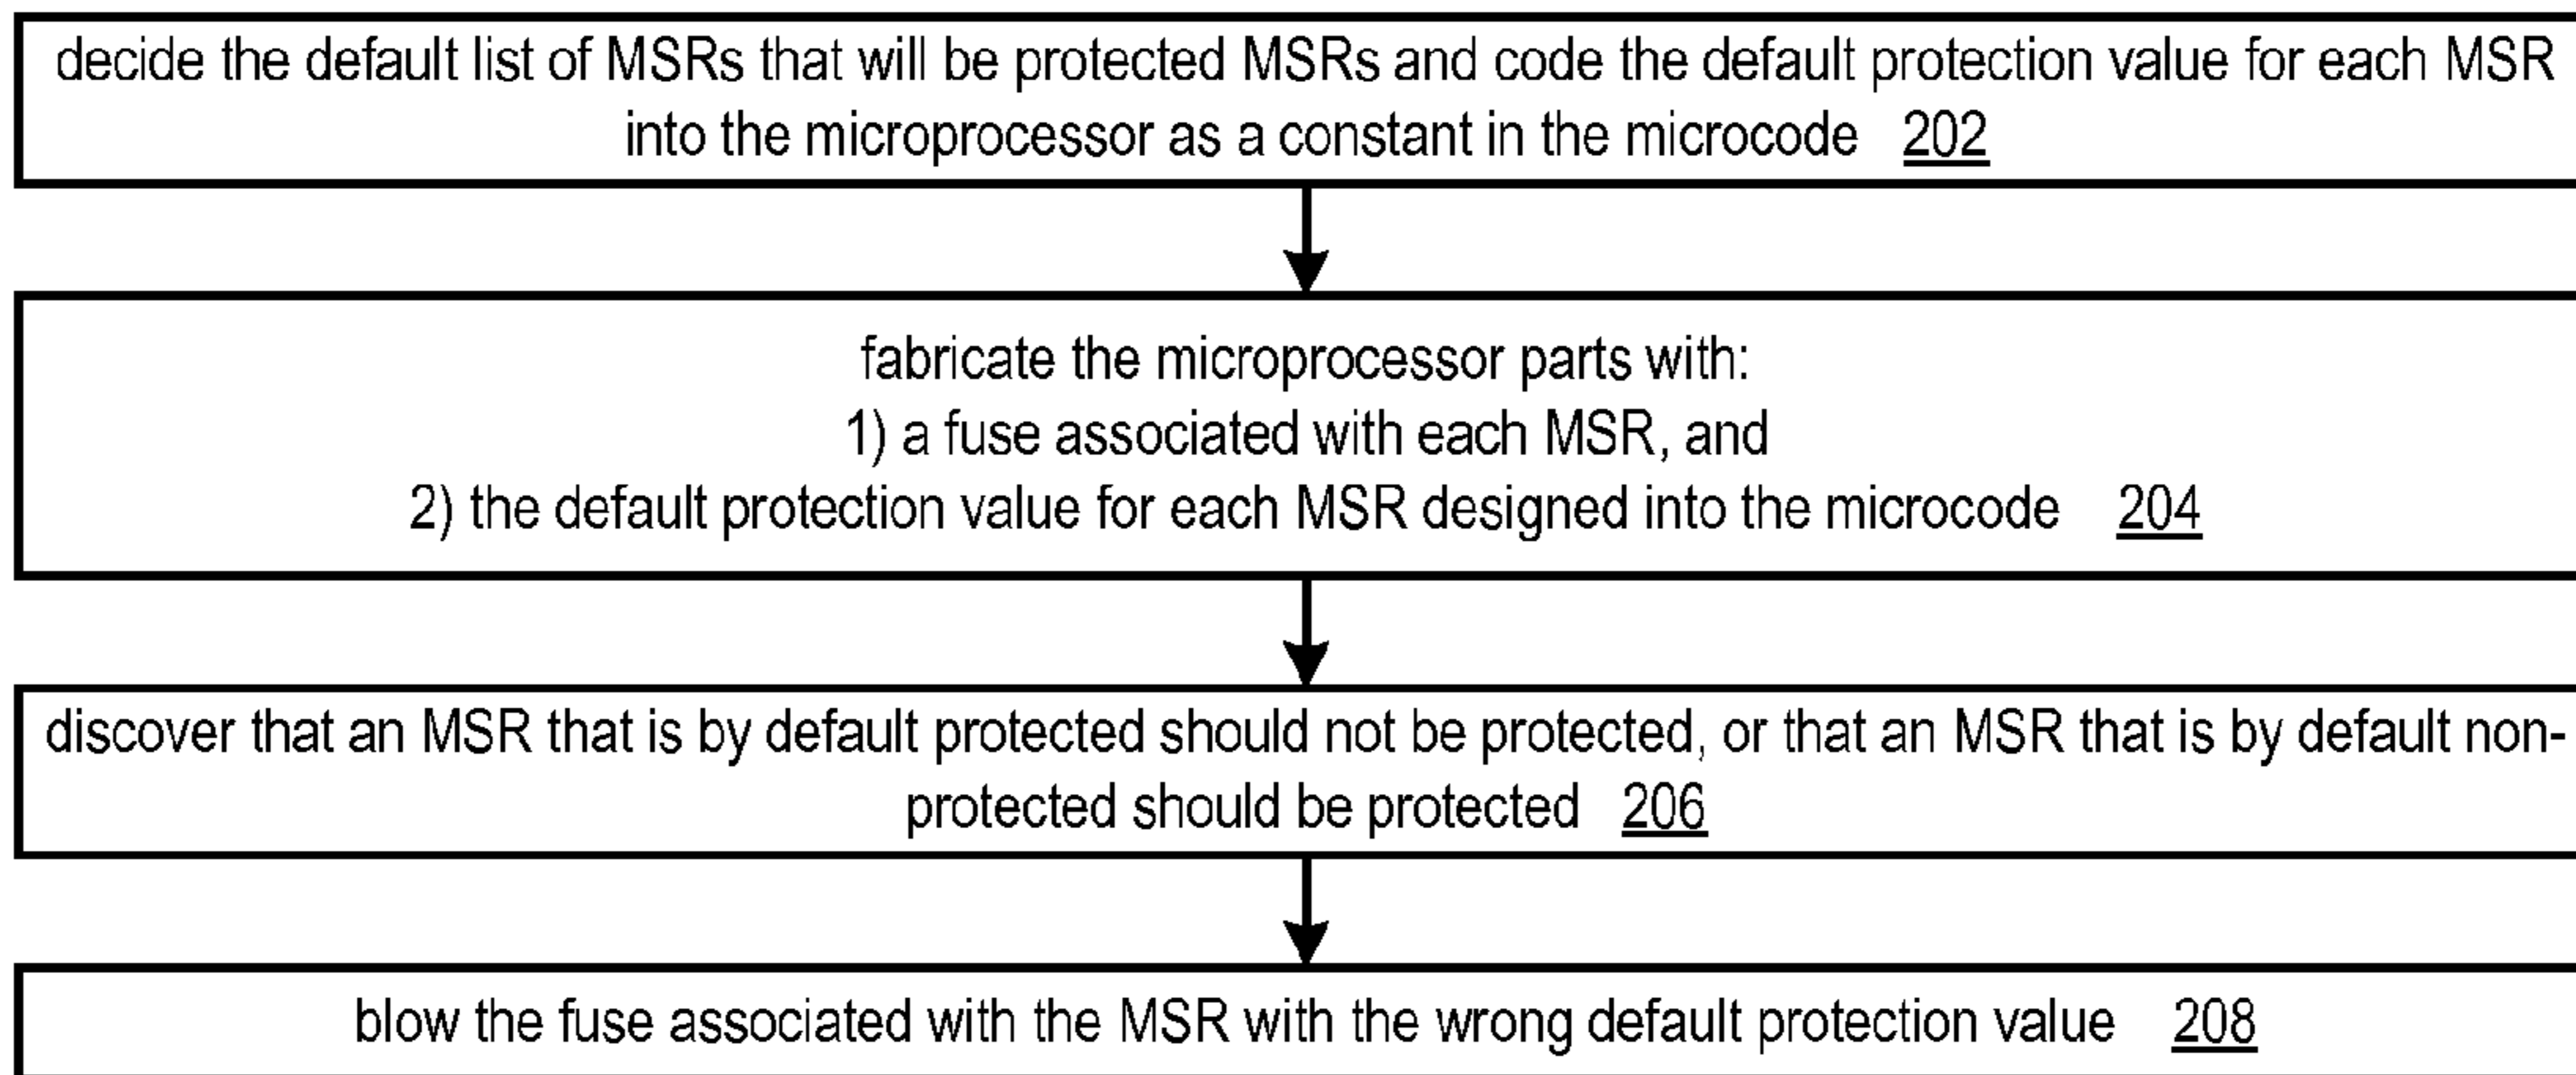 decide the default list of MSRs that will be protected MSRs and code the default protection value for each MSR
into the microprocessor as a constant in the microcode 202
fabricate the microprocessor parts with:
1) a fuse associated with each MSR, and
2) the default protection value for each MSR designed into the microcode 204
discover that an MSR that is by default protected should not be protected, or that an MSR that is by default non-
protected should be protected 206
blow the fuse associated with the MSR with the wrong default protection value 208